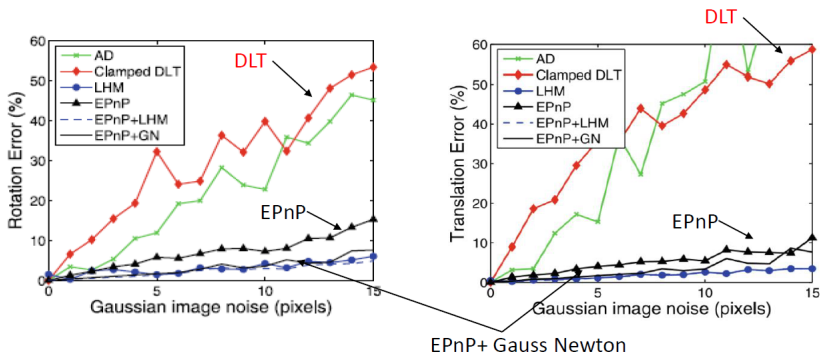 DLT
60
50
40
30
20
10
0
Rotation Error (%)
AD
Clamped DLT
LHM
EPnP
EPnP+LHM
EPnP+GN
DLT
EPnP
0 5 10 15
Gaussian image noise (pixels)
60
50
40
30
20
10
0
Translation Error (%)
AD
Clamped DLT
LHM
EPnP
EPnP+LHM
EPnP+GN
EPnP
0 5 10 15
Gaussian image noise (pixels)
EPnP+ Gauss Newton